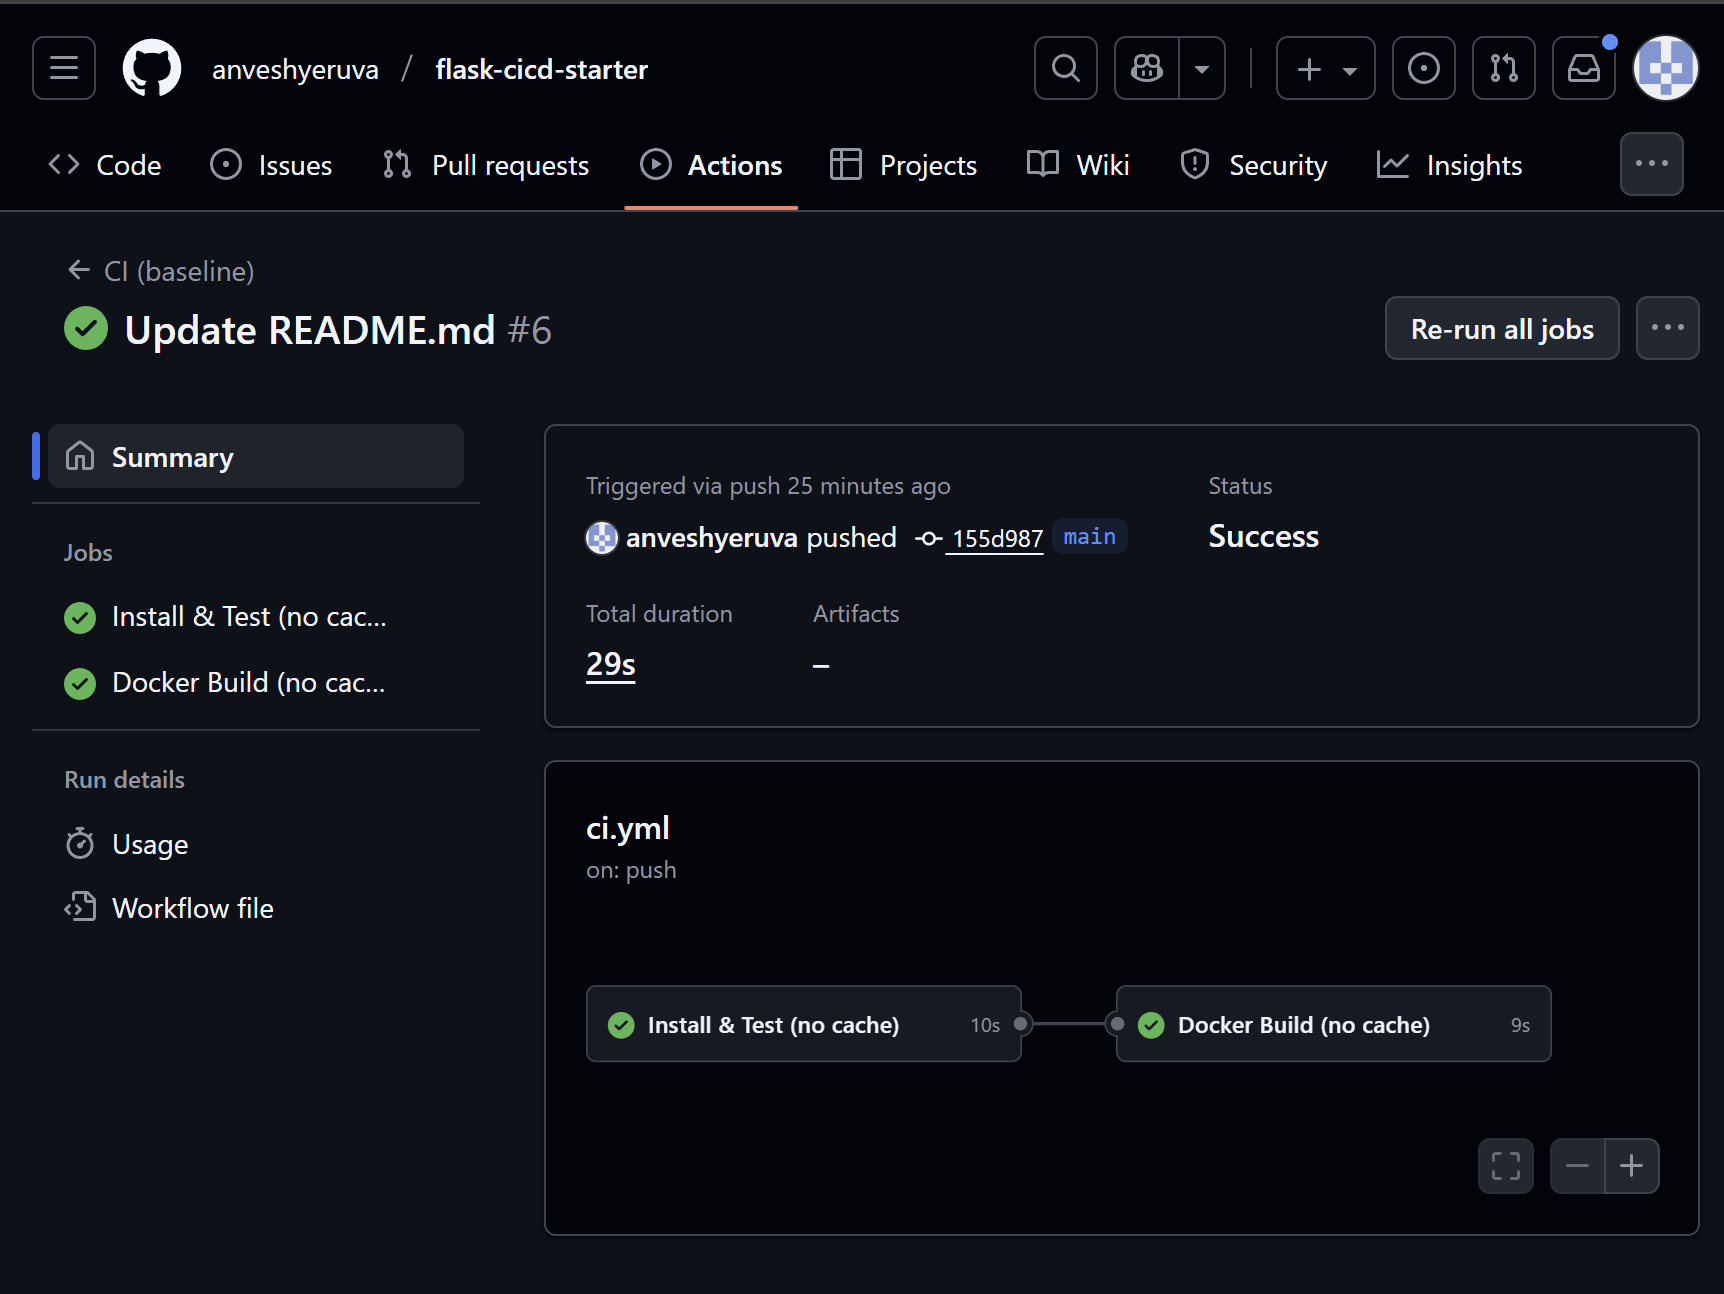 anveshyeruva / flask-cicd-starter
Code Issues Pull requests Actions Projects Wiki Security Insights
CI (baseline)
Update README.md #6
Re-run all jobs
Summary
Jobs
Install & Test (no cac...
Docker Build (no cac...
Run details
Usage
Workflow file
Triggered via push 25 minutes ago
anveshyeruva pushed 155d987 main
Status
Success
Total duration
29s
Artifacts
–
ci.yml
on: push
Install & Test (no cache) 10s
Docker Build (no cache) 9s